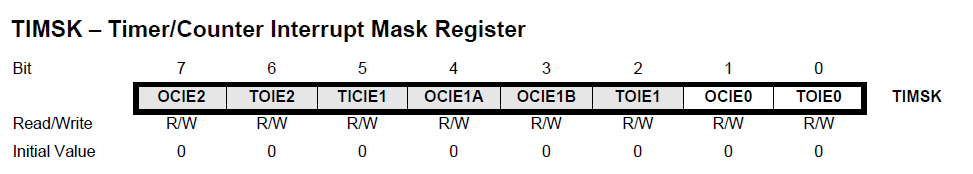 TIMSK – Timer/Counter Interrupt Mask Register
Bit 7 6 5 4 3 2 1 0
OCIE2 TOIE2 TICIE1 OCIE1A OCIE1B TOIE1 OCIE0 TOIE0 TIMSK
Read/Write R/W R/W R/W R/W R/W R/W R/W R/W
Initial Value 0 0 0 0 0 0 0 0